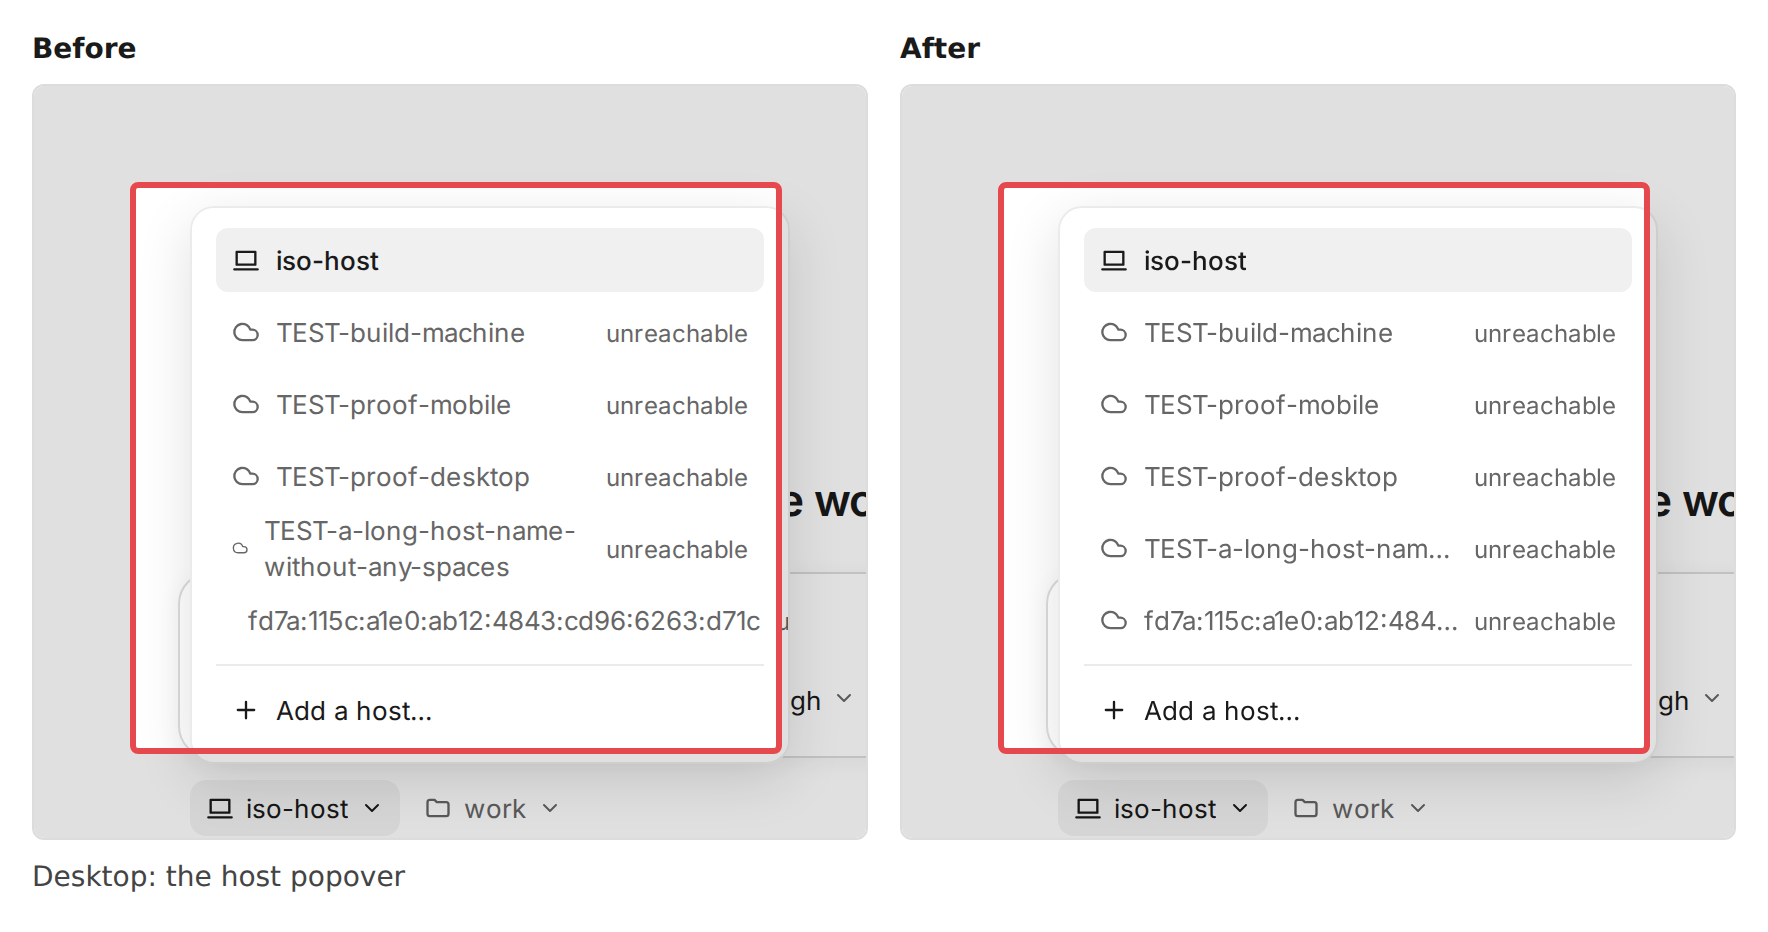 Before
iso-host
TEST-build-machine unreachable
TEST-proof-mobile unreachable
TEST-proof-desktop unreachable
TEST-a-long-host-name-
without-any-spaces
unreachable
fd7a:115c:a1e0:ab12:4843:cd96:6263:d71c
Add a host...
e
gh
iso-host
work
Desktop: the host popover
After
iso-host
TEST-build-machine unreachable
TEST-proof-mobile unreachable
TEST-proof-desktop unreachable
TEST-a-long-host-nam... unreachable
fd7a:115c:a1e0:ab12:484... unreachable
Add a host...
e
gh
iso-host
work